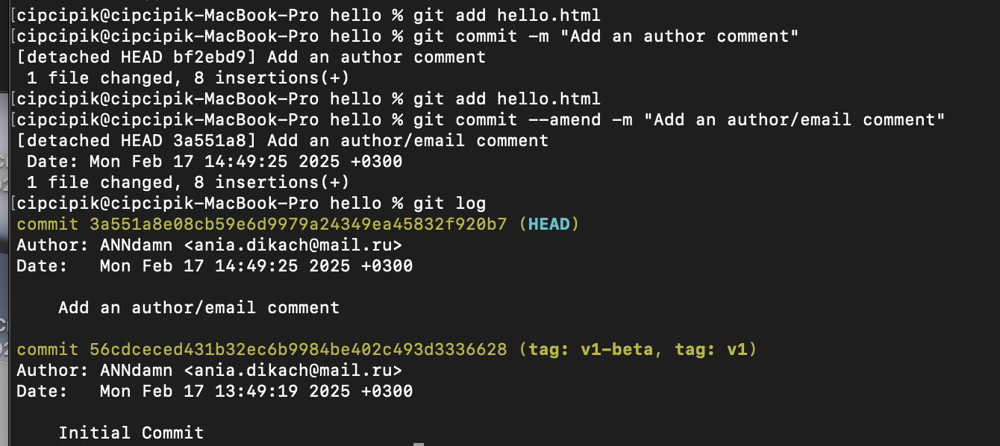 [cipcipik@cipcipik-MacBook-Pro hello % git add hello.html
[cipcipik@cipcipik-MacBook-Pro hello % git commit -m "Add an author comment"
[detached HEAD bf2ebd9] Add an author comment
 1 file changed, 8 insertions(+)
[cipcipik@cipcipik-MacBook-Pro hello % git add hello.html
[cipcipik@cipcipik-MacBook-Pro hello % git commit --amend -m "Add an author/email comment"
[detached HEAD 3a551a8] Add an author/email comment
 Date: Mon Feb 17 14:49:25 2025 +0300
 1 file changed, 8 insertions(+)
[cipcipik@cipcipik-MacBook-Pro hello % git log
commit 3a551a8e08cb59e6d9979a24349ea45832f920b7 (HEAD)
Author: ANNdamn <ania.dikach@mail.ru>
Date:   Mon Feb 17 14:49:25 2025 +0300

    Add an author/email comment

commit 56cdceced431b32ec6b9984be402c493d3336628 (tag: v1-beta, tag: v1)
Author: ANNdamn <ania.dikach@mail.ru>
Date:   Mon Feb 17 13:49:19 2025 +0300

    Initial Commit